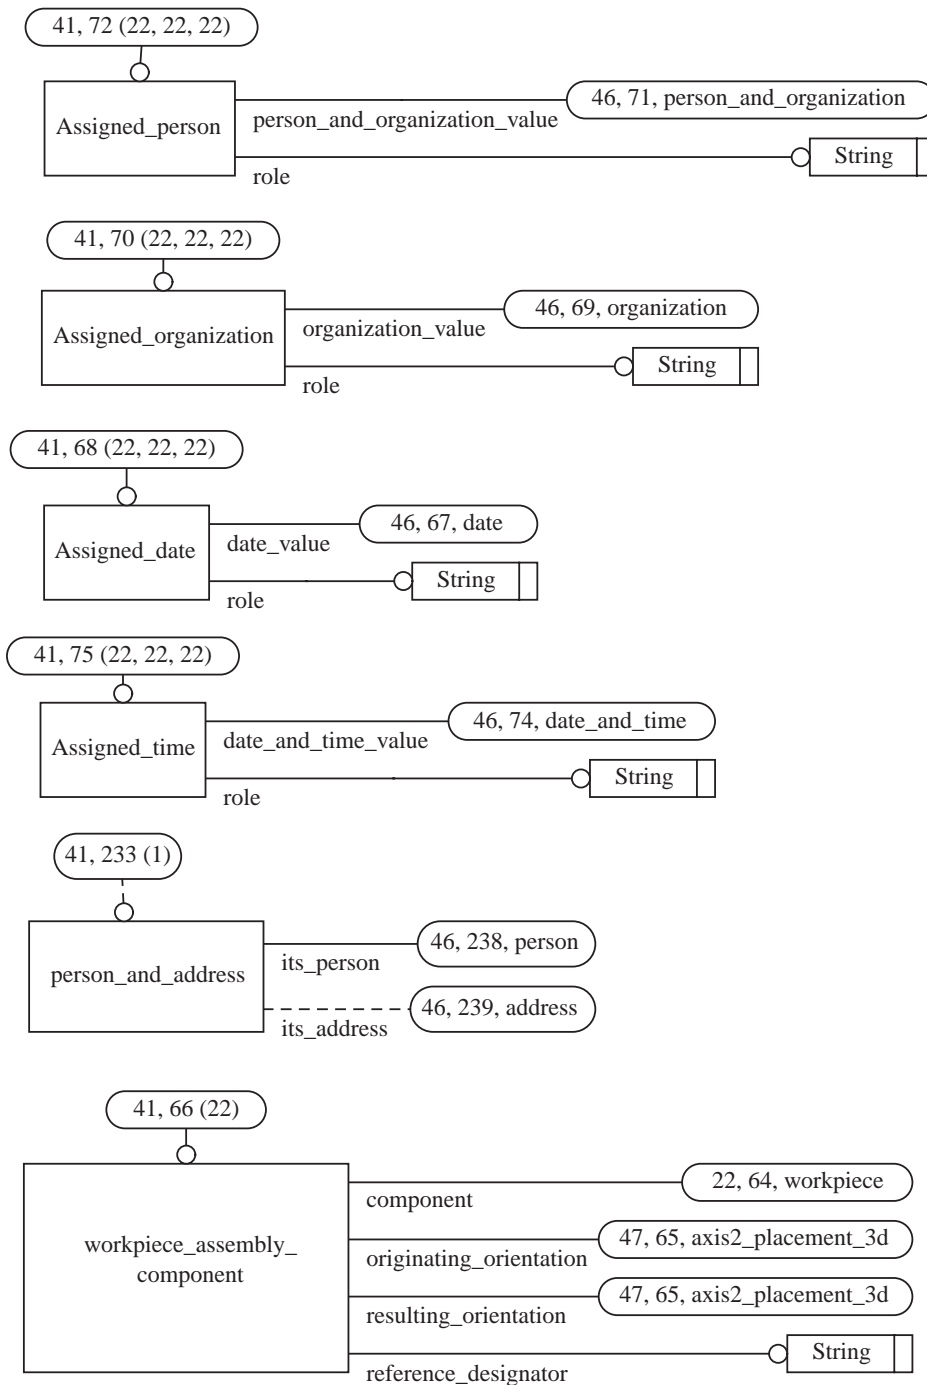 41, 72 (22, 22, 22)
Assigned_person
46, 71, person_and_organization
person_and_organization_value
String
role
41, 70 (22, 22, 22)
Assigned_organization
46, 69, organization
organization_value
String
role
41, 68 (22, 22, 22)
Assigned_date
46, 67, date
date_value
String
role
41, 75 (22, 22, 22)
Assigned_time
46, 74, date_and_time
date_and_time_value
String
role
41, 233 (1)
person_and_address
46, 238, person
its_person
46, 239, address
its_address
41, 66 (22)
workpiece_assembly_
component
22, 64, workpiece
component
47, 65, axis2_placement_3d
originating_orientation
47, 65, axis2_placement_3d
resulting_orientation
String
reference_designator